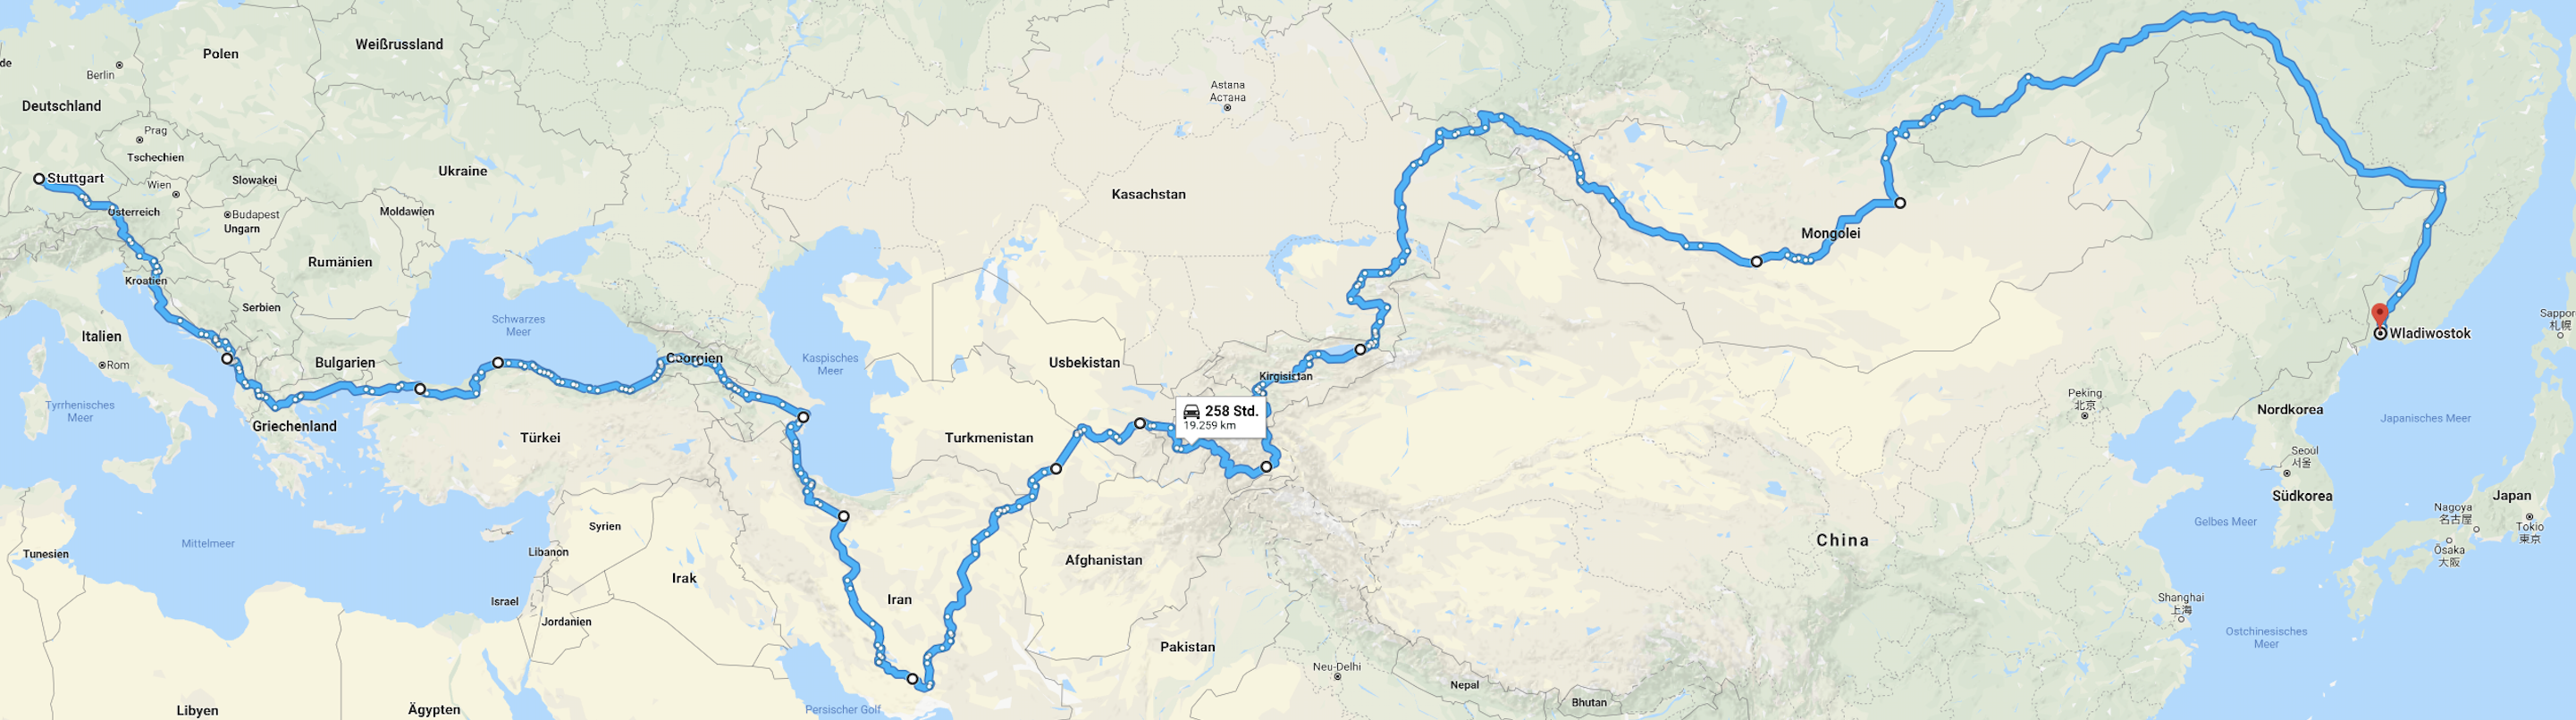 Polen
Weißrussland
de
Berlin
Deutschland
Astana
Астана
Prag
Tschechien
Ukraine
Stuttgart
Wien
Slowakei
Kasachstan
Österreich
Budapest
Ungarn
Moldawien
Mongolei
Rumänien
Kroatien
Serbien
Schwarzes
Meer
Italien
Rom
Bulgarien
Georgien
Kaspisches
Meer
Usbekistan
Kirgisistan
Wladiwostok
Sappor
札幌
Tyrrhenisches
Meer
Griechenland
Türkei
Turkmenistan
258 Std.
19.259 km
Peking
北京
Nordkorea
Japanisches Meer
Seoul
서울
Südkorea
Japan
Nagoya
名古屋
Tokio
東京
Ōsaka
大阪
Gelbes Meer
Syrien
Mittelmeer
Tunesien
Libanon
Irak
Afghanistan
China
Israel
Iran
Jordanien
Shanghai
上海
Ostchinesisches
Meer
Pakistan
Neu-Delhi
Nepal
Bhutan
Libyen
Ägypten
Persischer Golf